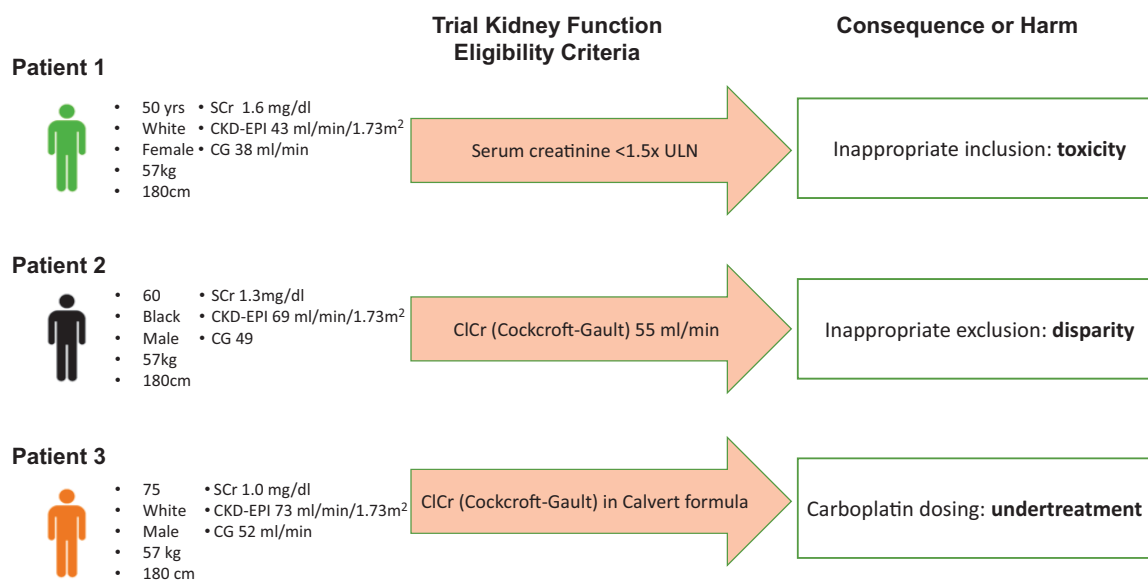 Trial Kidney Function
Eligibility Criteria
Consequence or Harm
Patient 1
• 50 yrs • SCr 1.6 mg/dl
• White • CKD-EPI 43 ml/min/1.73m²
• Female • CG 38 ml/min
• 57kg
• 180cm
Serum creatinine <1.5x ULN
Inappropriate inclusion: toxicity
Patient 2
• 60 • SCr 1.3mg/dl
• Black • CKD-EPI 69 ml/min/1.73m²
• Male • CG 49
• 57kg
• 180cm
ClCr (Cockcroft-Gault) 55 ml/min
Inappropriate exclusion: disparity
Patient 3
• 75 • SCr 1.0 mg/dl
• White • CKD-EPI 73 ml/min/1.73m²
• Male • CG 52 ml/min
• 57 kg
• 180 cm
ClCr (Cockcroft-Gault) in Calvert formula
Carboplatin dosing: undertreatment